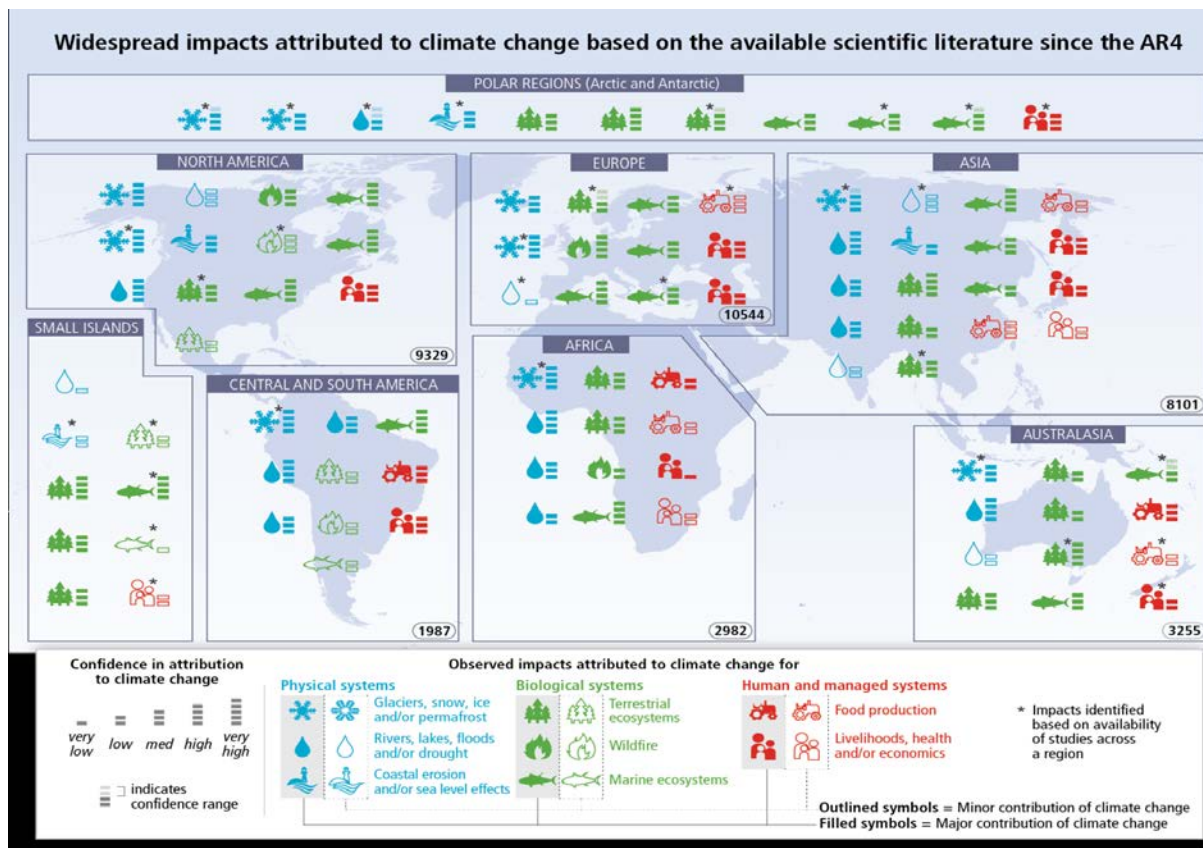 Widespread impacts attributed to climate change based on the available scientific literature since the AR4
POLAR REGIONS (Arctic and Antarctic)
NORTH AMERICA
EUROPE
ASIA
10544
SMALL ISLANDS
9329
AFRICA
CENTRAL AND SOUTH AMERICA
8101
AUSTRALASIA
1987
2982
3255
Confidence in attribution
to climate change
very
low
low
med
high
very
high
indicates
confidence range
Observed impacts attributed to climate change for
Physical systems
Glaciers, snow, ice
and/or permafrost
Rivers, lakes, floods
and/or drought
Coastal erosion
and/or sea level effects
Biological systems
Terrestrial
ecosystems
Wildfire
Marine ecosystems
Human and managed systems
Food production
Livelihoods, health
and/or economics
* Impacts identified
based on availability
of studies across
a region
Outlined symbols = Minor contribution of climate change
Filled symbols = Major contribution of climate change